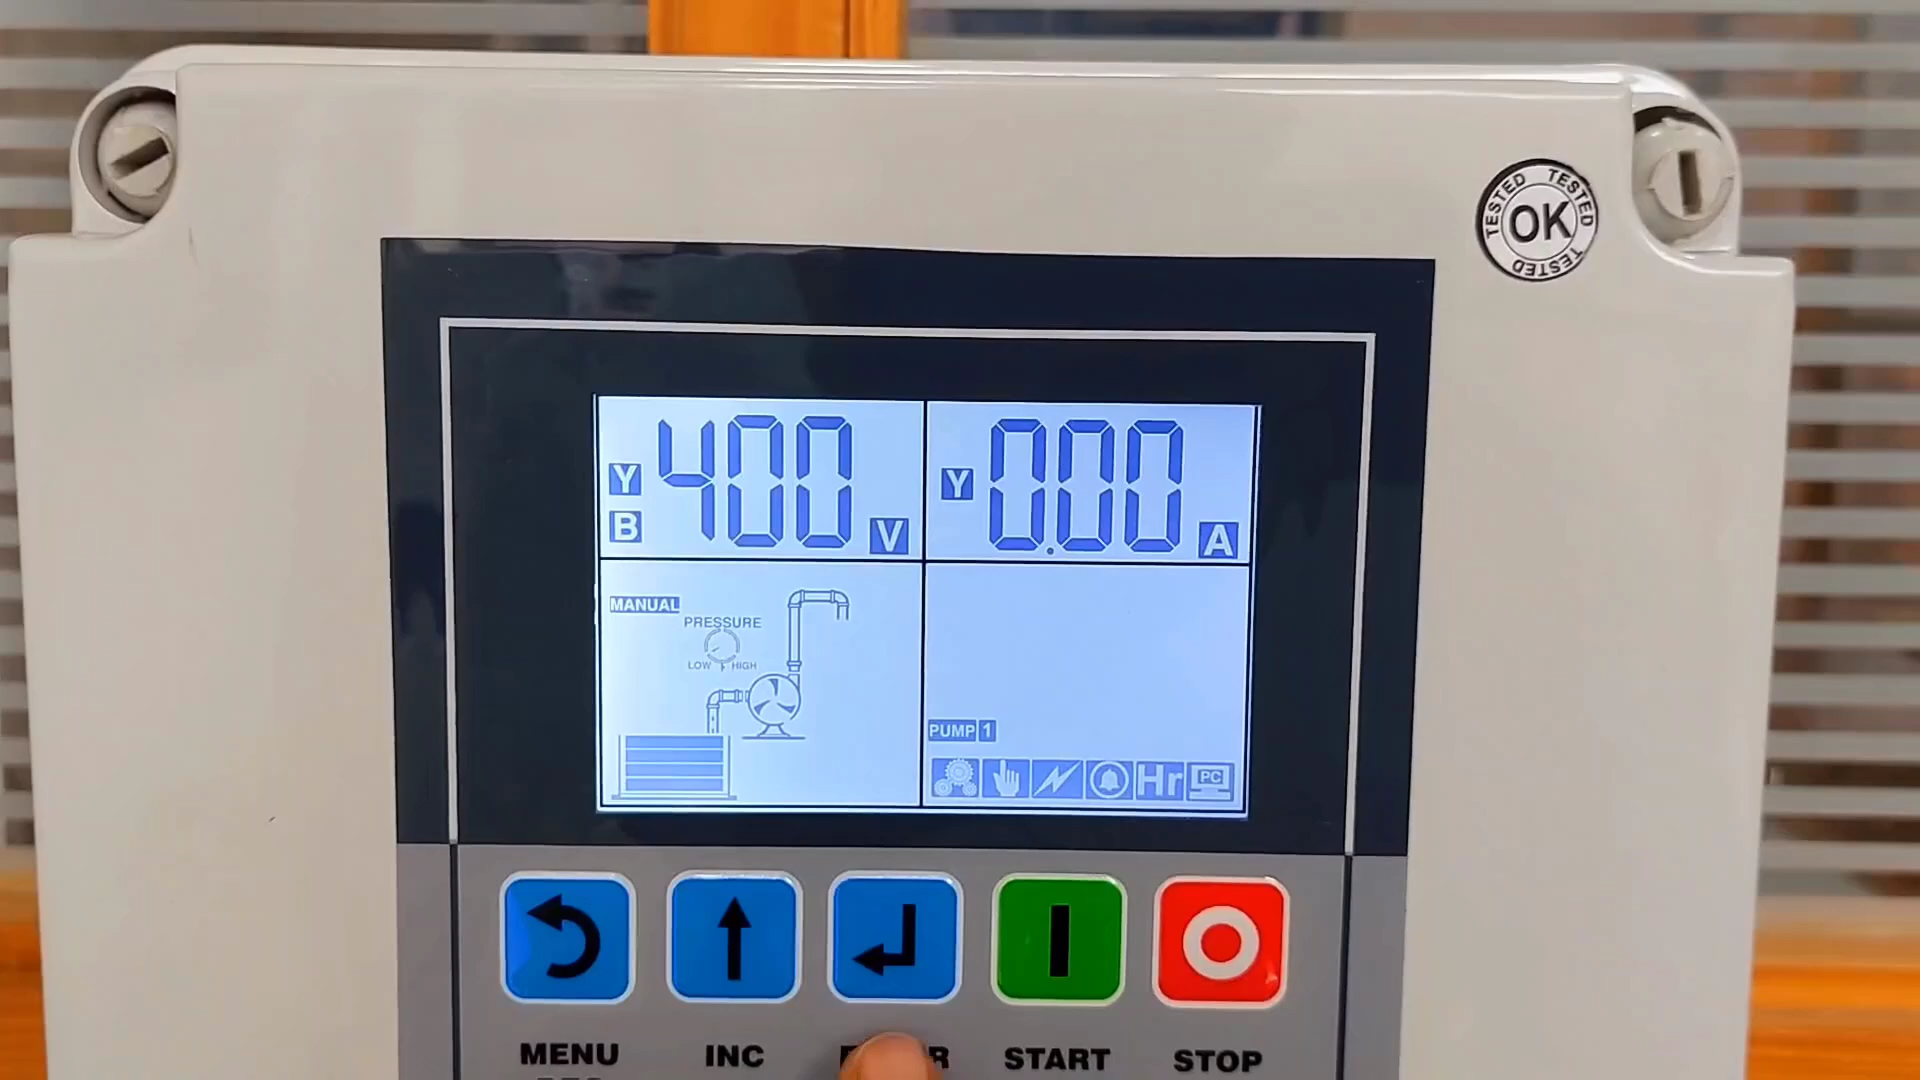 TESTED TESTED
OK
TESTED
Y
B
400
V
Y
0.00
A
MANUAL
PRESSURE
LOW HIGH
PUMP 1
Hr
PC
MENU
INC
START
STOP